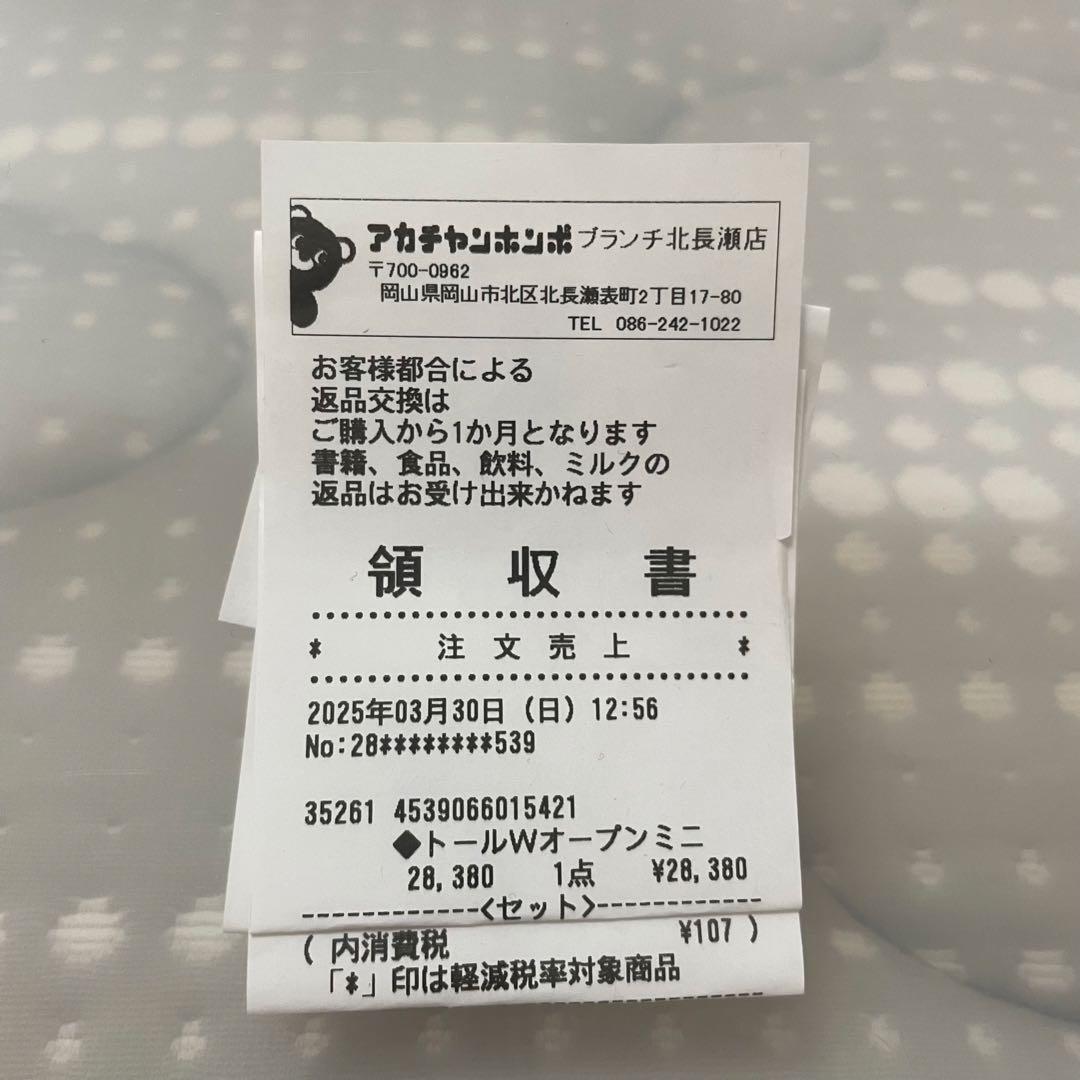 アカチャンホンポ ブランチ北長瀬店
〒700-0962
岡山県岡山市北区北長瀬表町2丁目17-80
TEL 086-242-1022
お客様都合による
返品交換は
ご購入から1か月となります
書籍、食品、飲料、ミルクの
返品はお受け出来かねます
領収書
* 注文売上 *
2025年03月30日(日)12:56
No:28********539
35261 4539066015421
◆トールWオープンミニ
28,380 1点 ¥28,380
------------<セット>------------
(内消費税 ¥107)
「*」印は軽減税率対象商品